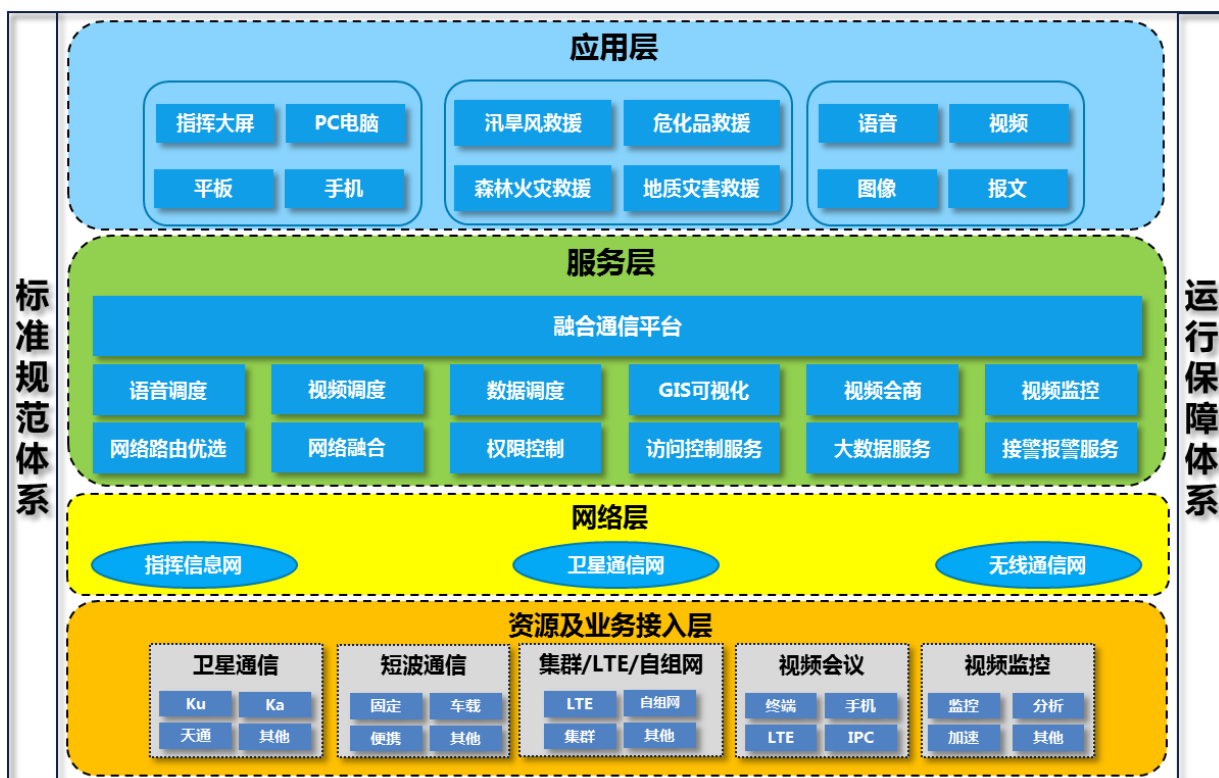 应用层
指挥大屏 PC电脑
平板 手机
汛旱风救援 危化品救援
森林火灾救援 地质灾害救援
语音 视频
图像 报文
服务层
融合通信平台
语音调度 视频调度 数据调度 GIS可视化 视频会商 视频监控
网络路由优选 网络融合 权限控制 访问控制服务 大数据服务 接警报警服务
网络层
指挥信息网 卫星通信网 无线通信网
资源及业务接入层
卫星通信
Ku Ka
天通 其他
短波通信
固定 车载
便携 其他
集群/LTE/自组网
LTE 自组网
集群 其他
视频会议
终端 手机
LTE IPC
视频监控
监控 分析
加速 其他
标准规范体系
运行保障体系